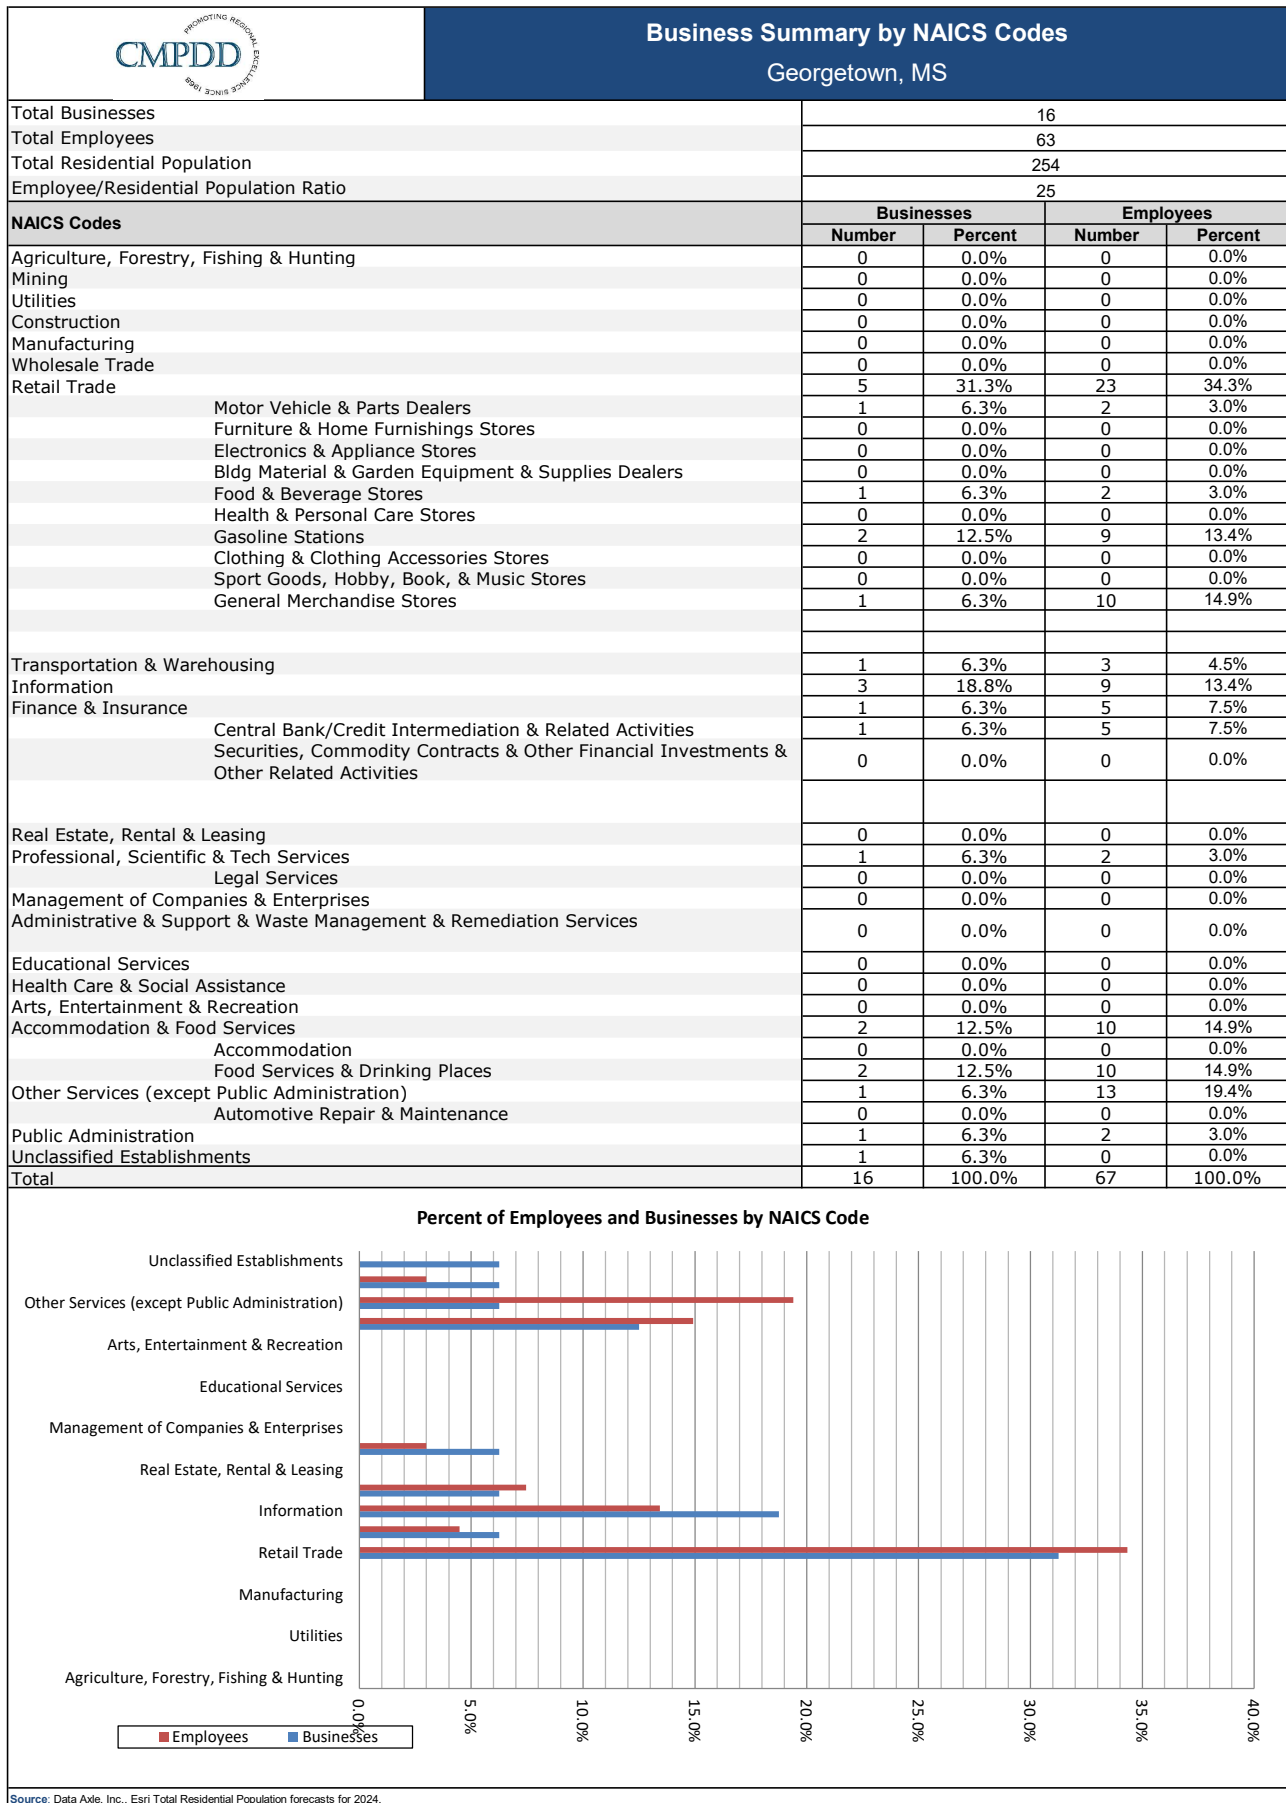 PROMOTING REGIONAL EXCELLENCE SINCE 1968
CMPDD
Business Summary by NAICS Codes
Georgetown, MS
Total Businesses 16
Total Employees 63
Total Residential Population 254
Employee/Residential Population Ratio 25
NAICS Codes Businesses Employees
Number Percent Number Percent
Agriculture, Forestry, Fishing & Hunting 0 0.0% 0 0.0%
Mining 0 0.0% 0 0.0%
Utilities 0 0.0% 0 0.0%
Construction 0 0.0% 0 0.0%
Manufacturing 0 0.0% 0 0.0%
Wholesale Trade 0 0.0% 0 0.0%
Retail Trade 5 31.3% 23 34.3%
Motor Vehicle & Parts Dealers 1 6.3% 2 3.0%
Furniture & Home Furnishings Stores 0 0.0% 0 0.0%
Electronics & Appliance Stores 0 0.0% 0 0.0%
Bldg Material & Garden Equipment & Supplies Dealers 0 0.0% 0 0.0%
Food & Beverage Stores 1 6.3% 2 3.0%
Health & Personal Care Stores 0 0.0% 0 0.0%
Gasoline Stations 2 12.5% 9 13.4%
Clothing & Clothing Accessories Stores 0 0.0% 0 0.0%
Sport Goods, Hobby, Book, & Music Stores 0 0.0% 0 0.0%
General Merchandise Stores 1 6.3% 10 14.9%
Transportation & Warehousing 1 6.3% 3 4.5%
Information 3 18.8% 9 13.4%
Finance & Insurance 1 6.3% 5 7.5%
Central Bank/Credit Intermediation & Related Activities 1 6.3% 5 7.5%
Securities, Commodity Contracts & Other Financial Investments &
Other Related Activities 0 0.0% 0 0.0%
Real Estate, Rental & Leasing 0 0.0% 0 0.0%
Professional, Scientific & Tech Services 1 6.3% 2 3.0%
Legal Services 0 0.0% 0 0.0%
Management of Companies & Enterprises 0 0.0% 0 0.0%
Administrative & Support & Waste Management & Remediation Services 0 0.0% 0 0.0%
Educational Services 0 0.0% 0 0.0%
Health Care & Social Assistance 0 0.0% 0 0.0%
Arts, Entertainment & Recreation 0 0.0% 0 0.0%
Accommodation & Food Services 2 12.5% 10 14.9%
Accommodation 0 0.0% 0 0.0%
Food Services & Drinking Places 2 12.5% 10 14.9%
Other Services (except Public Administration) 1 6.3% 13 19.4%
Automotive Repair & Maintenance 0 0.0% 0 0.0%
Public Administration 1 6.3% 2 3.0%
Unclassified Establishments 1 6.3% 0 0.0%
Total 16 100.0% 67 100.0%
Percent of Employees and Businesses by NAICS Code
Unclassified Establishments
Other Services (except Public Administration)
Arts, Entertainment & Recreation
Educational Services
Management of Companies & Enterprises
Real Estate, Rental & Leasing
Information
Retail Trade
Manufacturing
Utilities
Agriculture, Forestry, Fishing & Hunting
0.0% 5.0% 10.0% 15.0% 20.0% 25.0% 30.0% 35.0% 40.0%
Employees Businesses
Source: Data Axle, Inc., Esri Total Residential Population forecasts for 2024.